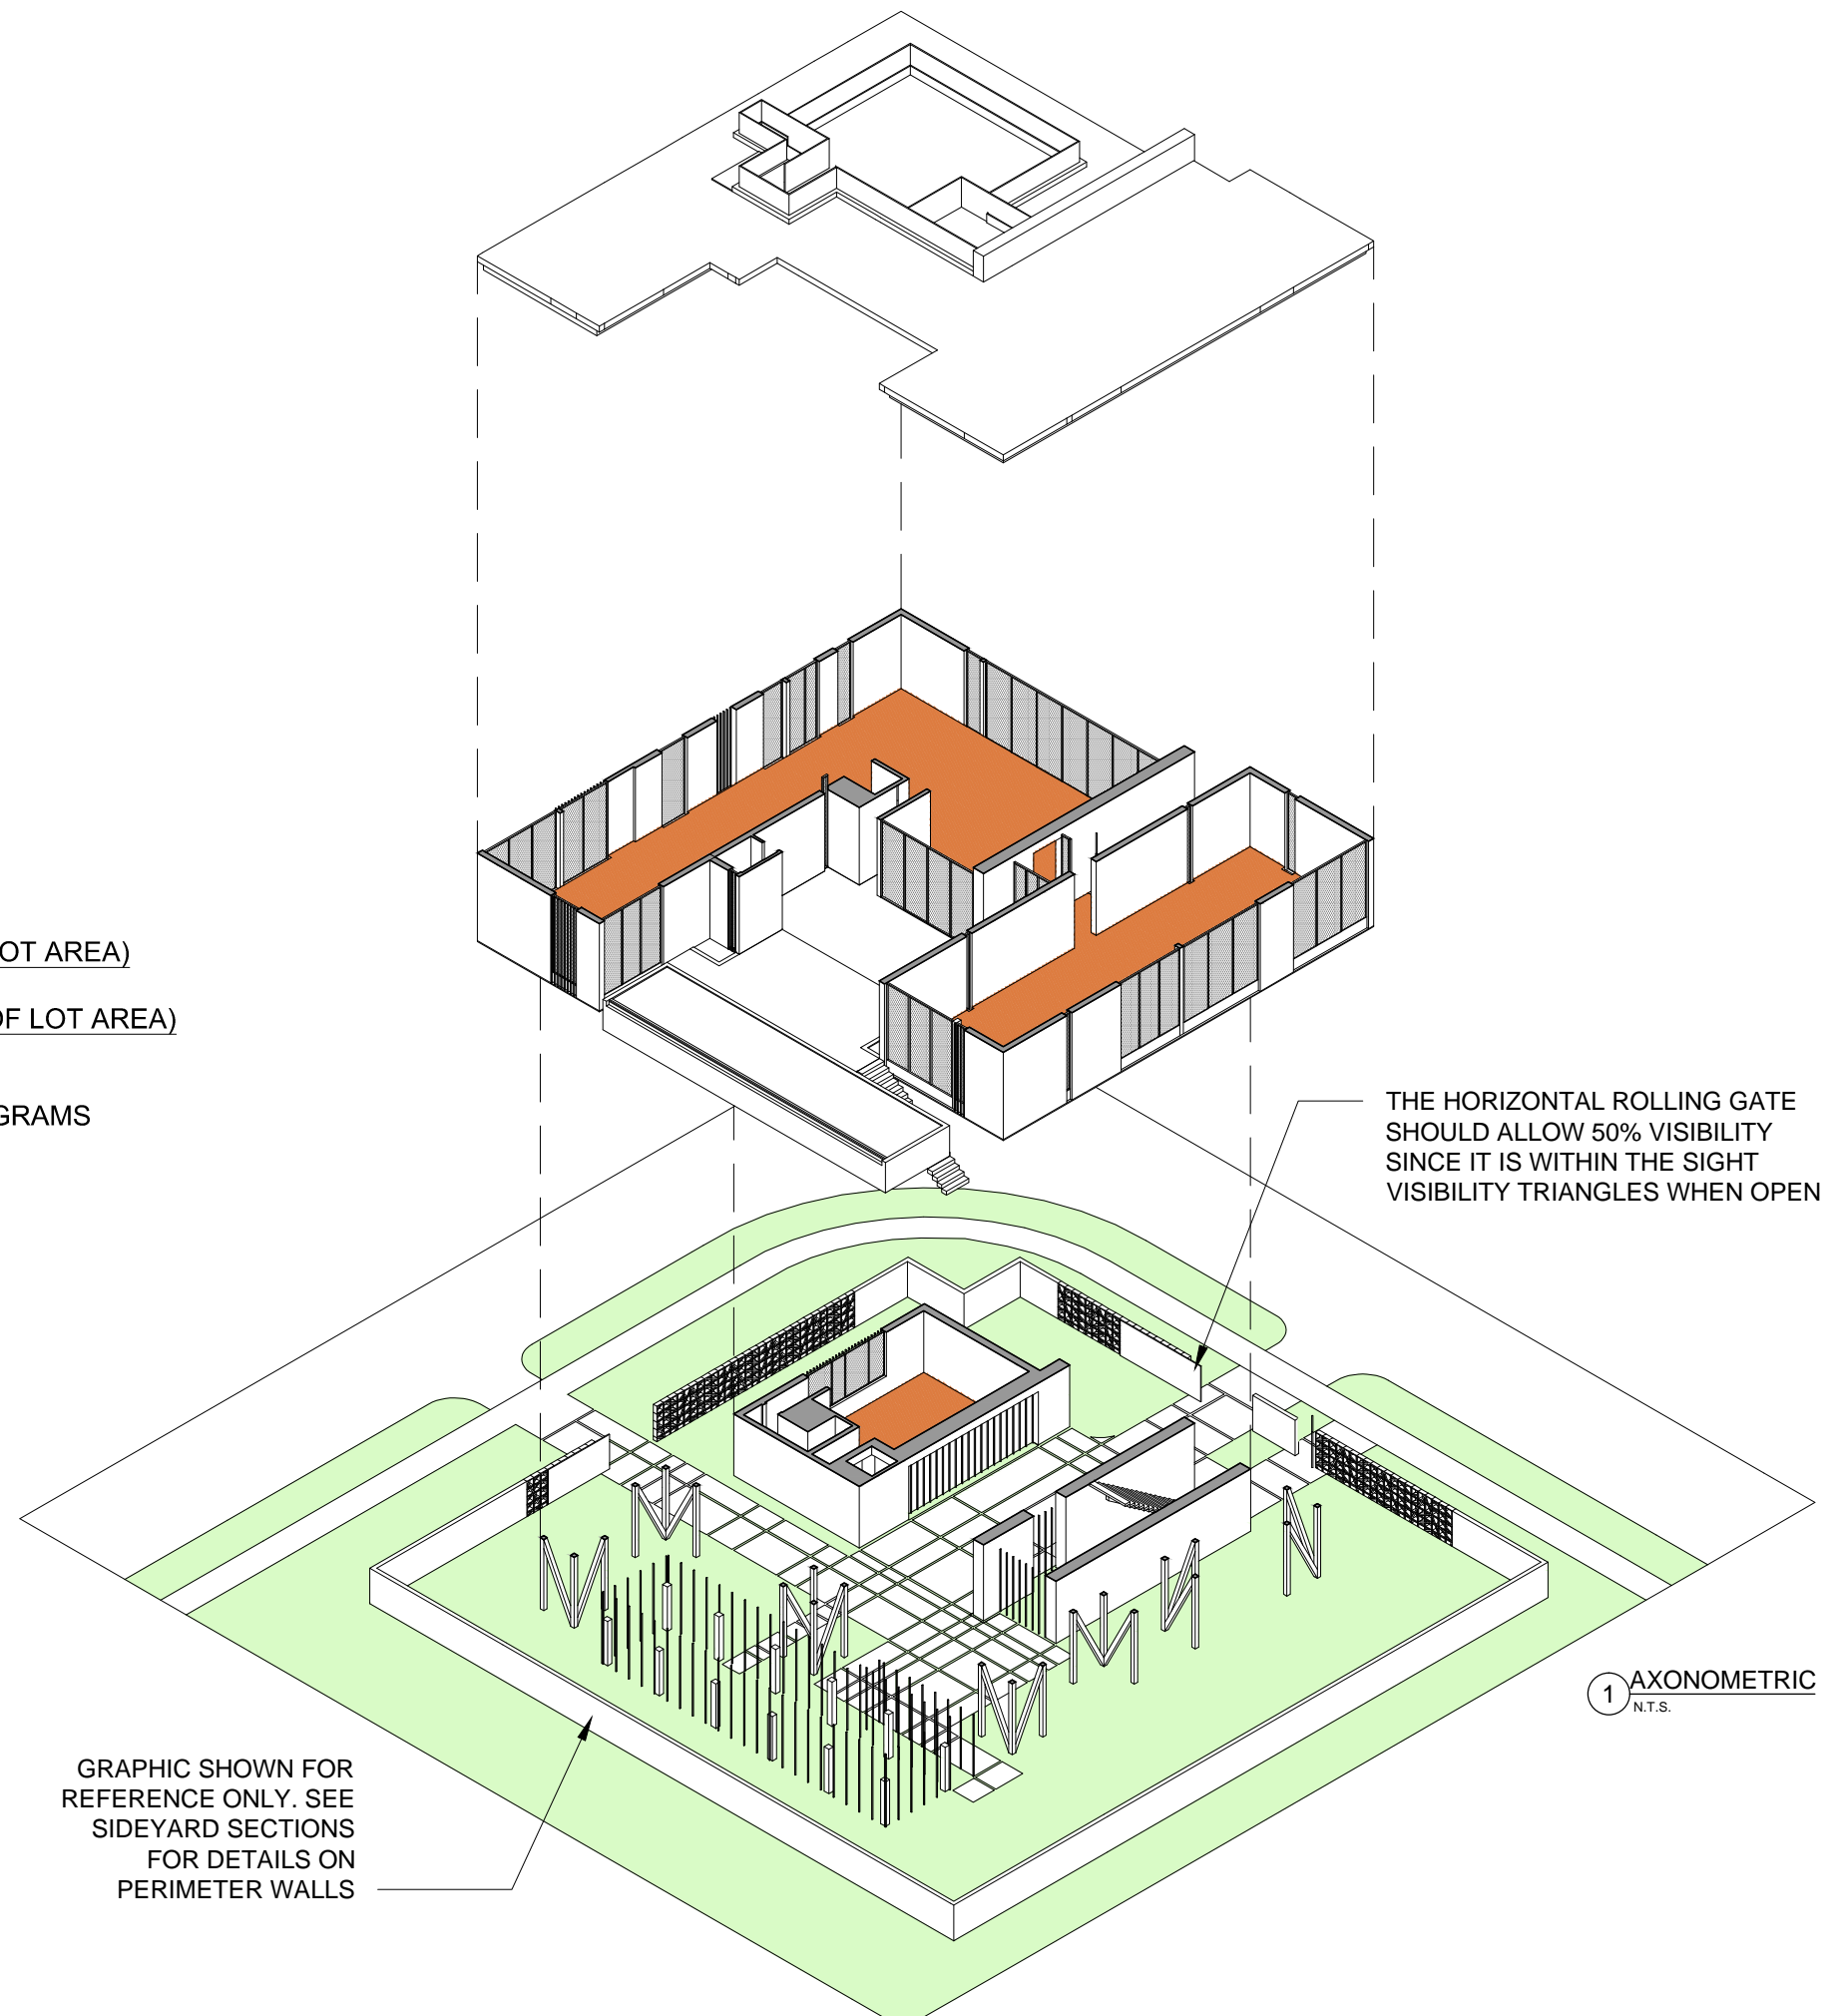 OT AREA)
OF LOT AREA)
GRAMS
THE HORIZONTAL ROLLING GATE
SHOULD ALLOW 50% VISIBILITY
SINCE IT IS WITHIN THE SIGHT
VISIBILITY TRIANGLES WHEN OPEN
1 AXONOMETRIC
N.T.S.
GRAPHIC SHOWN FOR
REFERENCE ONLY. SEE
SIDEYARD SECTIONS
FOR DETAILS ON
PERIMETER WALLS